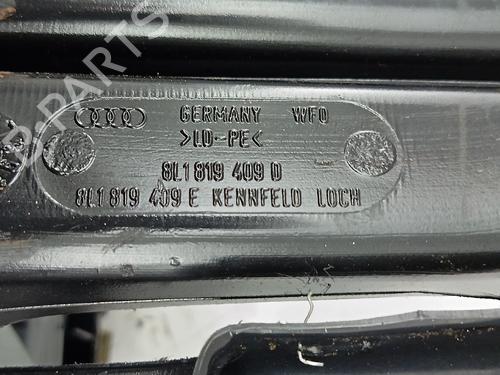 GERMANY WFO
>LD-PE<
8L1 819 409 D
8L1 819 409 E KENNFELD LOCH